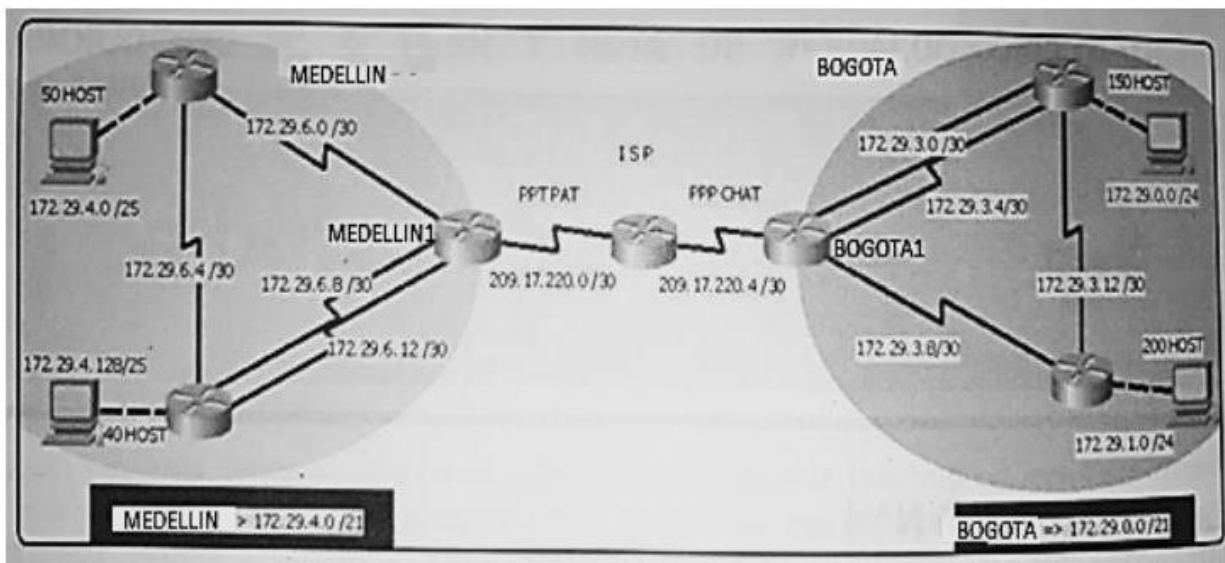 MEDELLIN
BOGOTA
50 HOST
150 HOST
172.29.6.0 /30
172.29.3.0 /30
ISP
172.29.4.0 /25
PPT PAT
PPP CHAT
172.29.3.4/30
172.29.0.0 /24
MEDELLIN1
BOGOTA1
172.29.6.4 /30
172.29.6.8 /30
209.17.220.0 /30
209.17.220.4 /30
172.29.3.12 /30
172.29.6.12 /30
172.29.3.8 /30
172.29.4.128/25
200 HOST
40 HOST
172.29.1.0 /24
MEDELLIN > 172.29.4.0 /21
BOGOTA => 172.29.0.0 /21